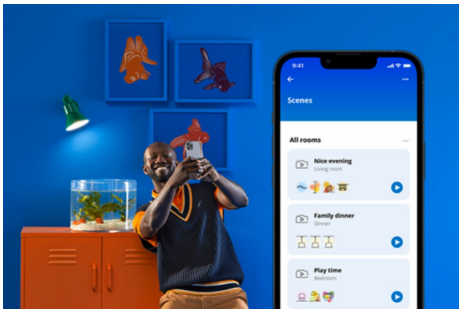 9:41
Scenes
All rooms
Nice evening
Living room
Family dinner
Dinner
Play time
Bedroom